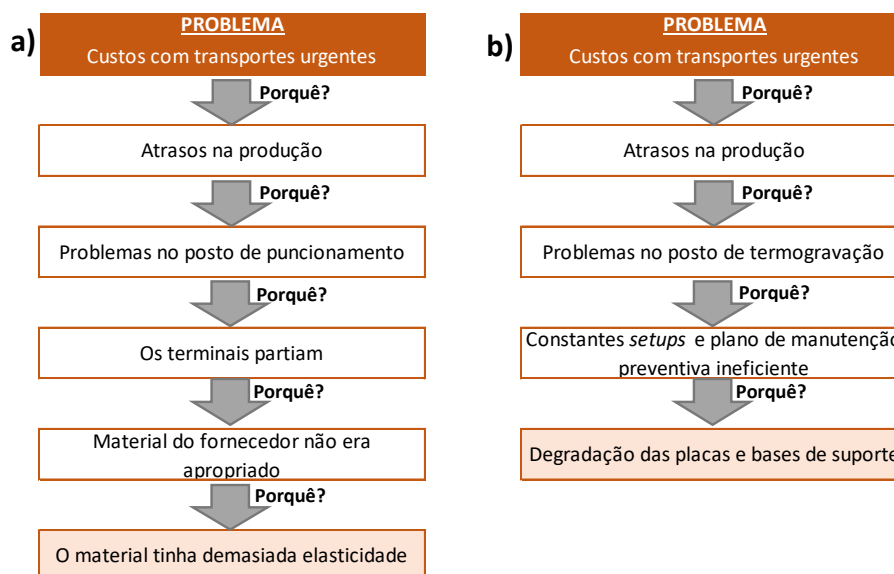 a)
PROBLEMA
Custos com transportes urgentes
Porquê?
Atrasos na produção
Porquê?
Problemas no posto de puncionamento
Porquê?
Os terminais partiam
Porquê?
Material do fornecedor não era
apropriado
Porquê?
O material tinha demasiada elasticidade
b)
PROBLEMA
Custos com transportes urgentes
Porquê?
Atrasos na produção
Porquê?
Problemas no posto de termogravação
Porquê?
Constantes setups e plano de manutenção
preventiva ineficiente
Porquê?
Degradação das placas e bases de suporte